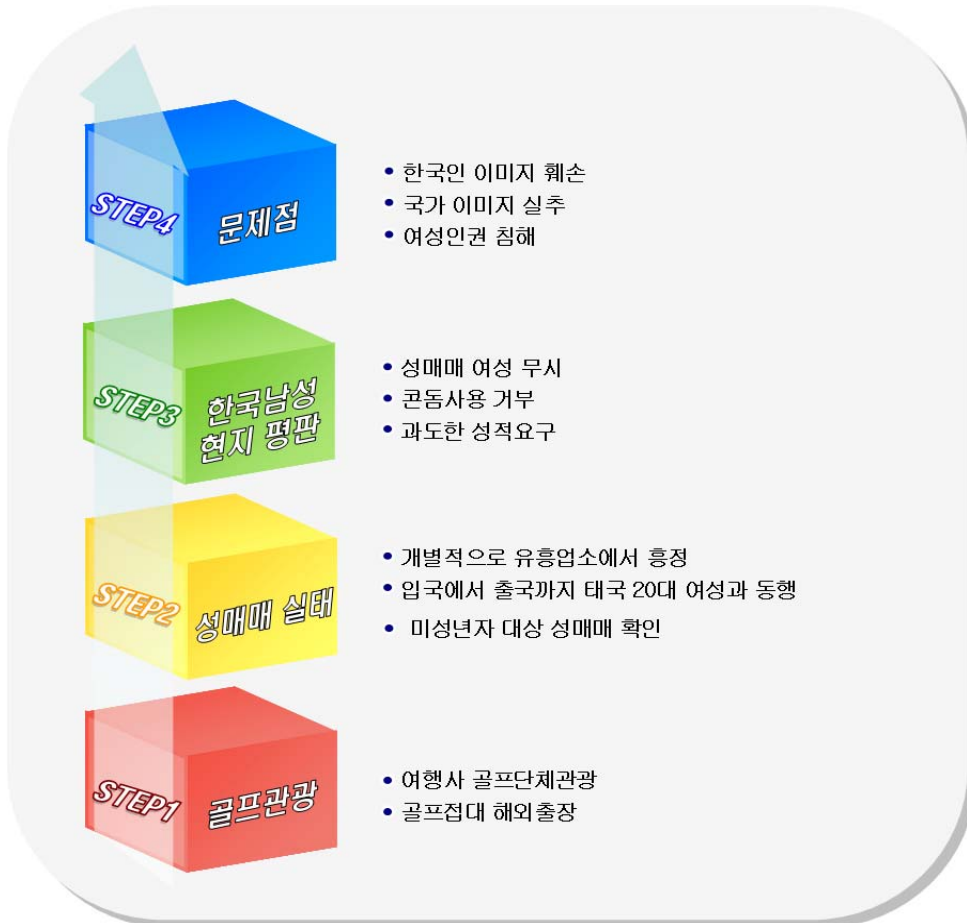 STEP4
문제점
• 한국인 이미지 훼손
• 국가 이미지 실추
• 여성인권 침해
STEP3
한국남성
현지 평판
• 성매매 여성 무시
• 콘돔사용 거부
• 과도한 성적요구
STEP2
성매매 실태
• 개별적으로 유흥업소에서 흥정
• 입국에서 출국까지 태국 20대 여성과 동행
• 미성년자 대상 성매매 확인
STEP1
골프관광
• 여행사 골프단체관광
• 골프접대 해외출장